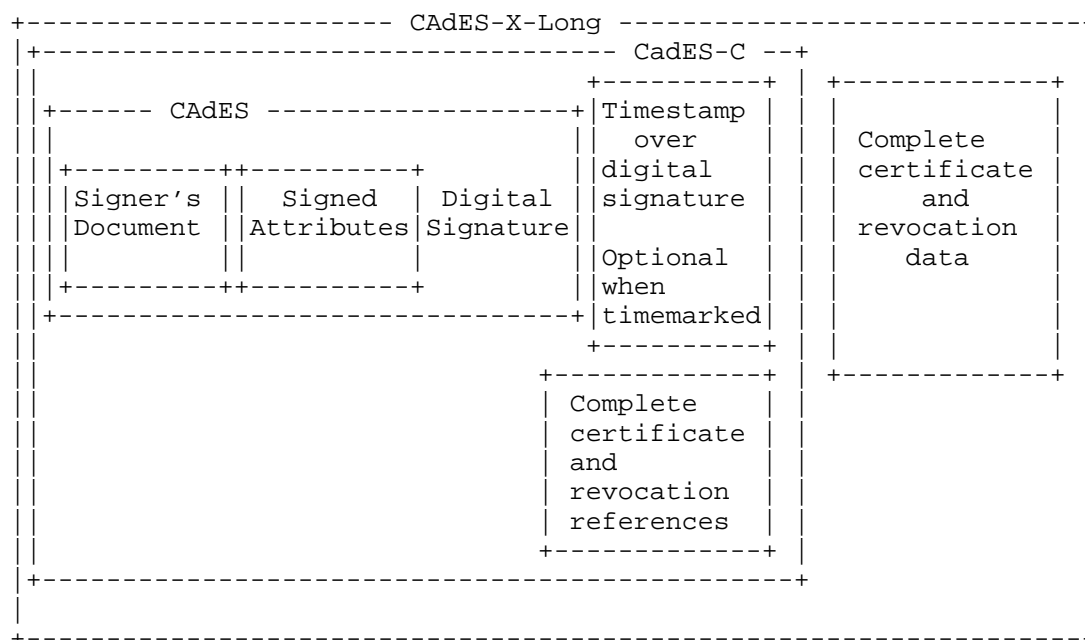 CAdES-X-Long
CadES-C
CAdES
Timestamp
over
digital
signature
Optional
when
timemarked
Signer's
Document
Signed
Attributes
Digital
Signature
Complete
certificate
and
revocation
data
Complete
certificate
and
revocation
references